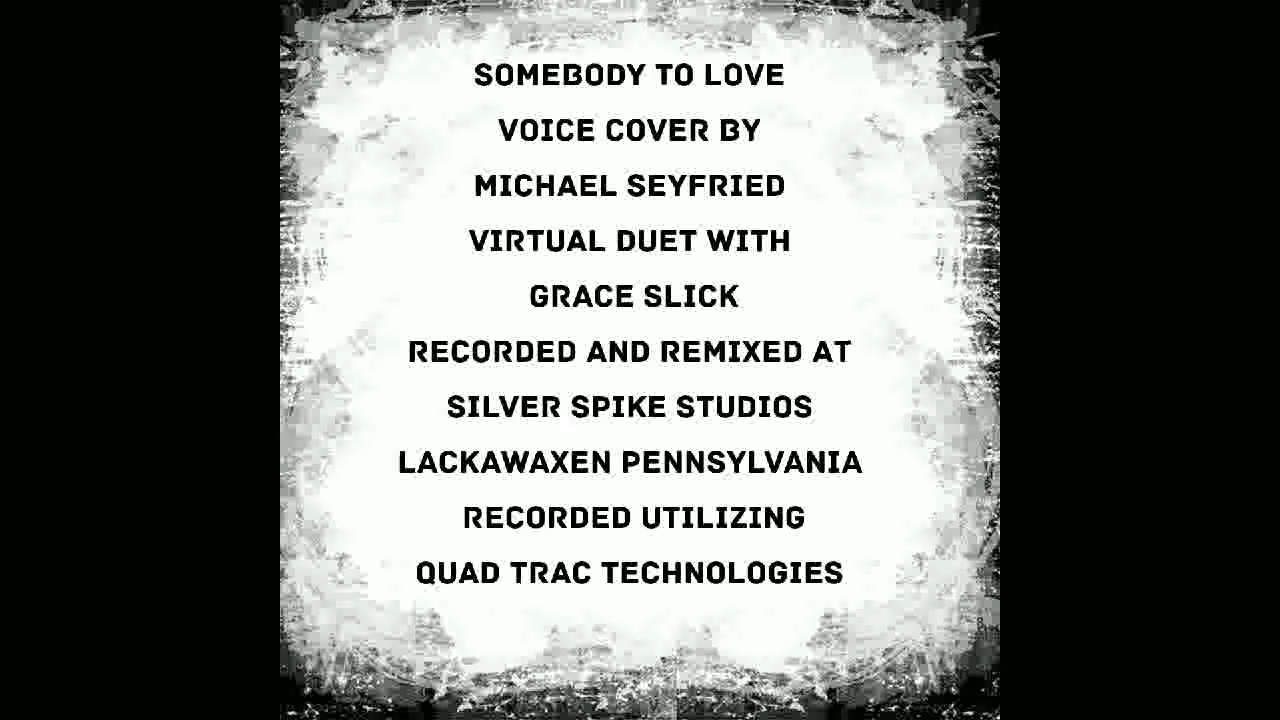 SOMEBODY TO LOVE
VOICE COVER BY
MICHAEL SEYFRIED
VIRTUAL DUET WITH
GRACE SLICK
RECORDED AND REMIXED AT
SILVER SPIKE STUDIOS
LACKAWAXEN PENNSYLVANIA
RECORDED UTILIZING
QUAD TRAC TECHNOLOGIES